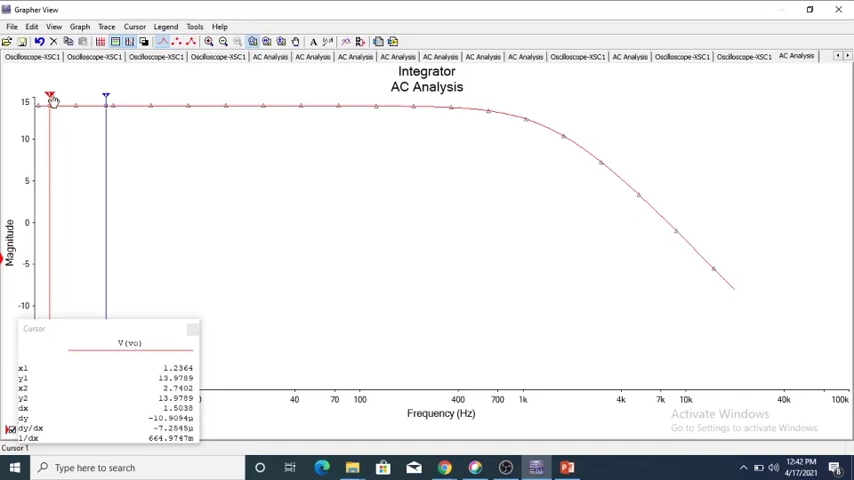 Grapher View
File Edit View Graph Trace Cursor Legend Tools Help
Oscilloscope-XSC1 Oscilloscope-XSC1 Oscilloscope-XSC1 Oscilloscope-XSC1 AC Analysis AC Analysis AC Analysis AC Analysis AC Analysis AC Analysis AC Analysis Oscilloscope-XSC1 AC Analysis Oscilloscope-XSC1 Oscilloscope-XSC1 AC Analysis
Integrator
AC Analysis
15
10
5
0
-5
-10
Magnitude
Cursor
V(vo)
x1 1.2364
y1 13.9789
x2 2.7402
y2 13.9789
dx 1.5038
dy -10.9094µ
dy/dx -7.2545µ
1/dx 664.9747m
40 70 100 400 700 1k 4k 7k 10k 40k 100k
Frequency (Hz)
Activate Windows
Go to Settings to activate Windows.
Cursor 1
Type here to search
12:42 PM
4/17/2021